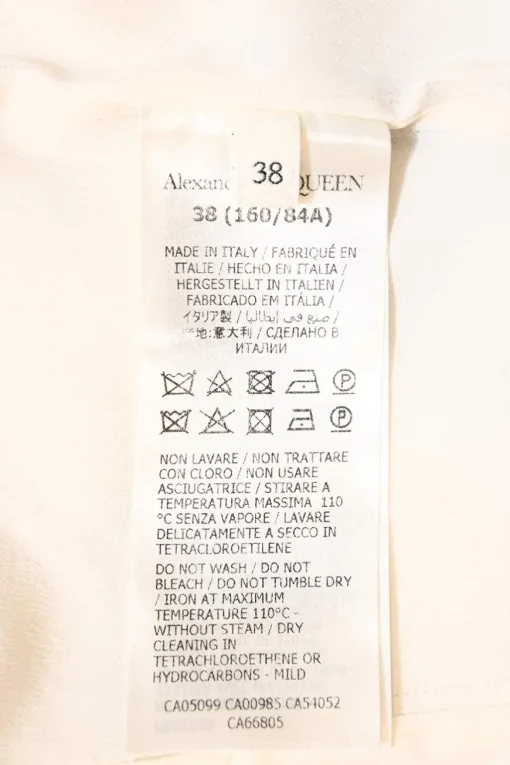 38
QUEEN
38 (160/84A)
MADE IN ITALY / FABRIQUÉ EN
ITALIE / HECHO EN ITALIA /
HERGESTELLT IN ITALIEN /
FABRICADO EM ITÁLIA /
イタリア製 / صنع في إيطاليا /
地:意大利 / СДЕЛАНО В
ИТАЛИИ
NON LAVARE / NON TRATTARE
CON CLORO / NON USARE
ASCIUGATRICE / STIRARE A
TEMPERATURA MASSIMA 110
°C SENZA VAPORE / LAVARE
DELICATAMENTE A SECCO IN
TETRACLOROETILENE
DO NOT WASH / DO NOT
BLEACH / DO NOT TUMBLE DRY
/ IRON AT MAXIMUM
TEMPERATURE 110°C -
WITHOUT STEAM / DRY
CLEANING IN
TETRACHLOROETHENE OR
HYDROCARBONS - MILD
CA05099 CA00985 CA54052
CA66805